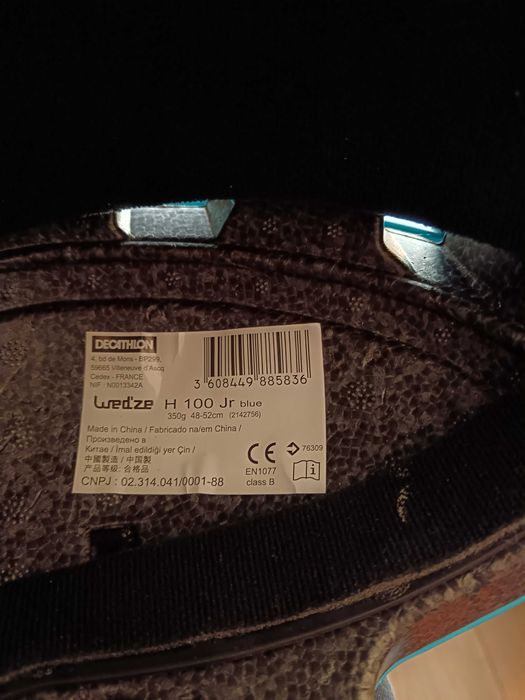 DECATHLON
4, bd de Mons - BP299,
59665 Villeneuve d'Ascq
Cedex - FRANCE
NIF : N0013342A
3 608449 885836
wed'ze H 100 Jr blue
350g 48-52cm (2142756)
Made in China / Fabricado na/em China /
Произведено в
Китае / İmal edildiği yer Çin /
中國製造 / 中国製
产品等级: 合格品
CNPJ : 02.314.041/0001-88
CE 76309
EN1077
class B